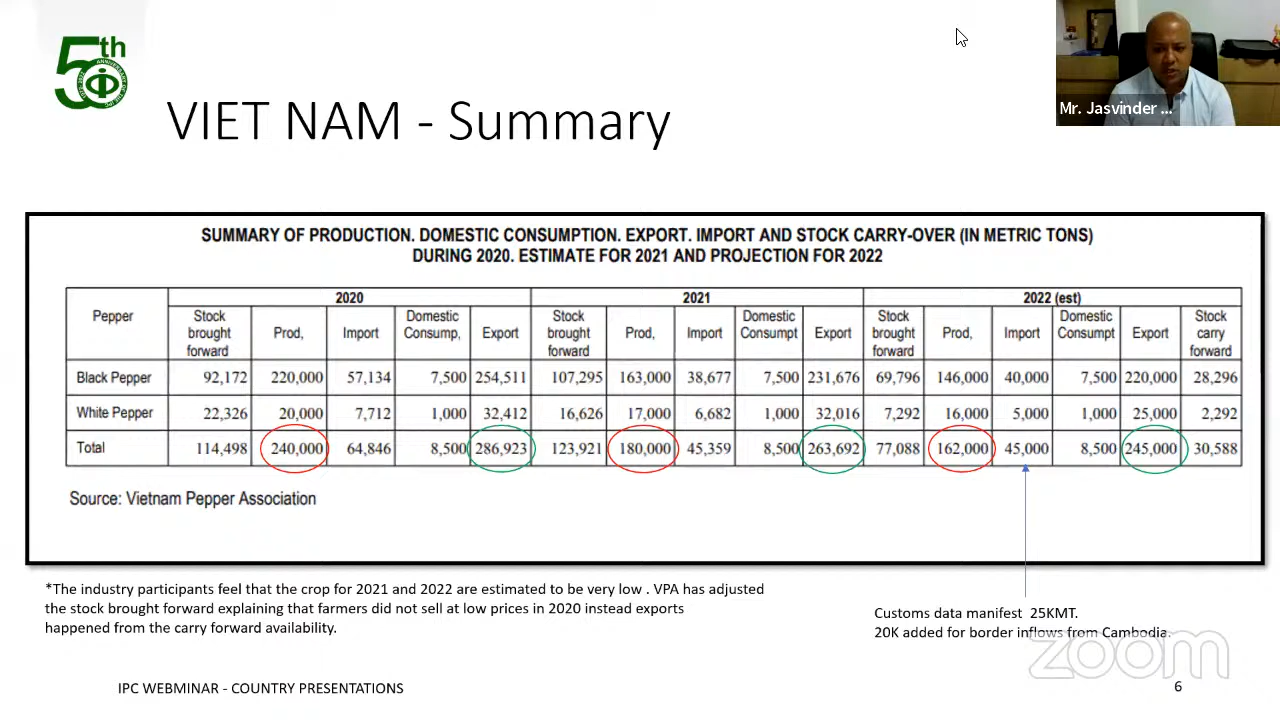 5th
VIET NAM - Summary
Mr. Jasvinder ...
SUMMARY OF PRODUCTION. DOMESTIC CONSUMPTION. EXPORT. IMPORT AND STOCK CARRY-OVER (IN METRIC TONS)
DURING 2020. ESTIMATE FOR 2021 AND PROJECTION FOR 2022
Pepper 2020 2021 2022 (est)
Stock brought forward Prod, Import Domestic Consump, Export Stock brought forward Prod, Import Domestic Consumpt Export Stock brought forward Prod, Import Domestic Consumpt Export Stock carry forward
Black Pepper 92,172 220,000 57,134 7,500 254,511 107,295 163,000 38,677 7,500 231,676 69,796 146,000 40,000 7,500 220,000 28,296
White Pepper 22,326 20,000 7,712 1,000 32,412 16,626 17,000 6,682 1,000 32,016 7,292 16,000 5,000 1,000 25,000 2,292
Total 114,498 240,000 64,846 8,500 286,923 123,921 180,000 45,359 8,500 263,692 77,088 162,000 45,000 8,500 245,000 30,588
Source: Vietnam Pepper Association
*The industry participants feel that the crop for 2021 and 2022 are estimated to be very low . VPA has adjusted
the stock brought forward explaining that farmers did not sell at low prices in 2020 instead exports
happened from the carry forward availability.
Customs data manifest 25KMT.
20K added for border inflows from Cambodia.
zoom
IPC WEBMINAR - COUNTRY PRESENTATIONS
6